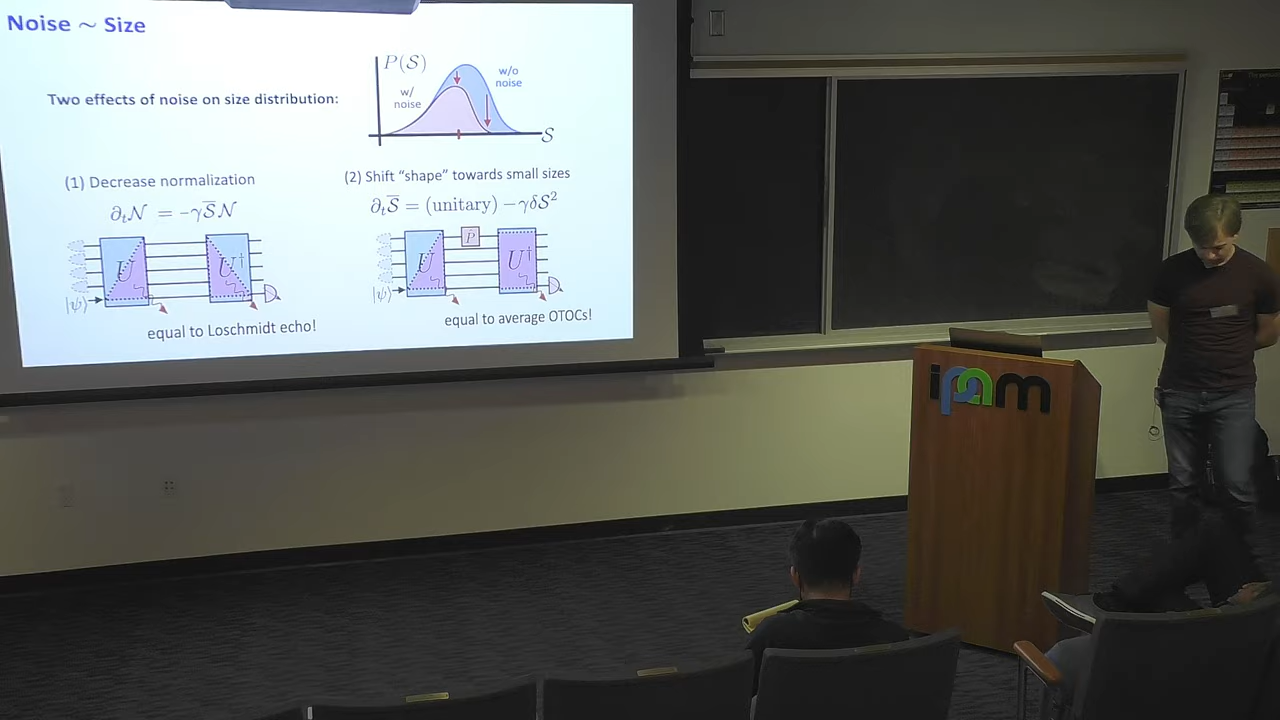 Noise ~ Size
Two effects of noise on size distribution:
P(S)
w/o
noise
w/
noise
S
(1) Decrease normalization
(2) Shift "shape" towards small sizes
∂ₜN = −γS̅N
∂ₜS̅ = (unitary) −γδS²
U
U†
|ψ⟩
P
U
U†
|ψ⟩
equal to Loschmidt echo!
equal to average OTOCs!
ipam